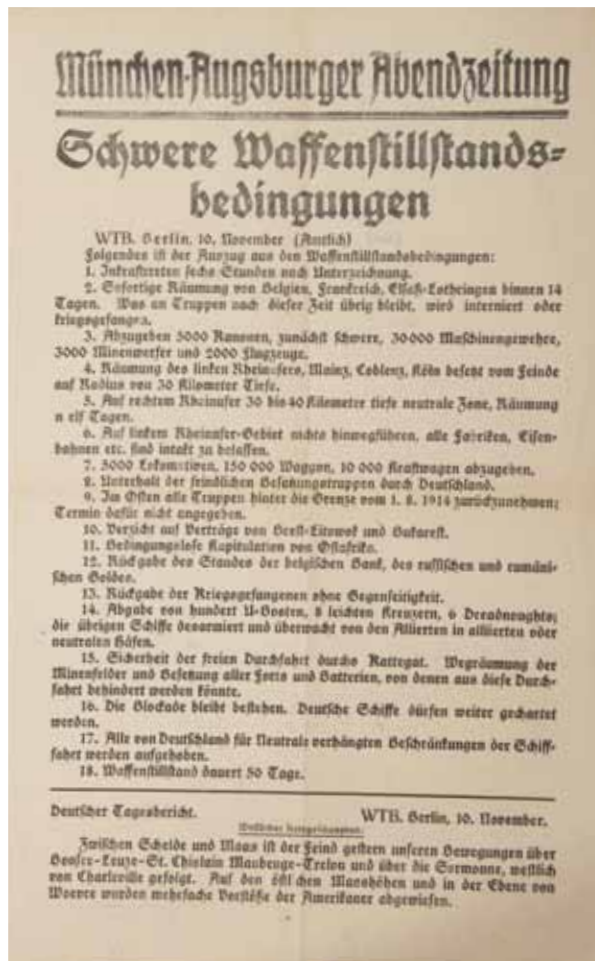 München-Augsburger Abendzeitung
Schwere Waffenstillstands-
bedingungen
WTB. Berlin, 10. November (Amtlich)
Folgendes ist der Auszug aus den Waffenstillstandsbedingungen:
1. Inkrafttreten sechs Stunden nach Unterzeichnung.
2. Sofortige Räumung von Belgien, Frankreich, Elsaß-Lothringen binnen 14
Tagen. Was an Truppen nach dieser Zeit übrig bleibt, wird interniert oder
kriegsgefangen.
3. Abzugeben 5000 Kanonen, zunächst schwere, 30000 Maschinengewehre,
3000 Minenwerfer und 2000 Flugzeuge.
4. Räumung des linken Rheinufers, Mainz, Coblenz, Köln besetzt vom Feinde
auf Radius von 30 Kilometer Tiefe.
5. Auf rechtem Rheinufer 30 bis 40 Kilometer tiefe neutrale Zone, Räumung
n elf Tagen.
6. Auf linkem Rheinufer-Gebiet nichts hinwegführen, alle Fabriken, Eisen-
bahnen etc. sind intakt zu belassen.
7. 5000 Lokomotiven, 150 000 Waggon, 10 000 Kraftwagen abzugeben.
8. Unterhalt der feindlichen Besatzungstruppen durch Deutschland.
9. Im Osten alle Truppen hinter die Grenze vom 1. 8. 1914 zurückzunehmen;
Termin dafür nicht angegeben.
10. Verzicht auf Verträge von Brest-Litowsk und Bukarest.
11. Bedingungslose Kapitulation von Ostafrika.
12. Rückgabe des Standes der belgischen Bank, des russischen und rumäni-
schen Goldes.
13. Rückgabe der Kriegsgefangenen ohne Gegenseitigkeit.
14. Abgabe von hundert U-Booten, 8 leichten Kreuzern, 6 Dreadnoughts;
die übrigen Schiffe desarmiert und überwacht von den Alliierten in alliierten oder
neutralen Häfen.
15. Sicherheit der freien Durchfahrt durchs Kattegat. Wegräumung der
Minenfelder und Besetzung aller Forts und Batterien, von denen aus diese Durch-
fahrt behindert werden könnte.
16. Die Blockade bleibt bestehen. Deutsche Schiffe dürfen weiter gechartet
werden.
17. Alle von Deutschland für Neutrale verhängten Beschränkungen der Schiff-
fahrt werden aufgehoben.
18. Waffenstillstand dauert 30 Tage.
Deutscher Tagesbericht. WTB. Berlin, 10. November.
Westlicher Kriegsschauplatz.
Zwischen Schelde und Maas ist der Feind gestern unseren Bewegungen über
Leuze-St. Ghislain Maubeuge-Trelon und über die Sormonne, westlich
von Charleville gefolgt. Auf den östlichen Maashöhen und in der Ebene von
Woevre wurden mehrfache Vorstöße der Amerikaner abgewiesen.